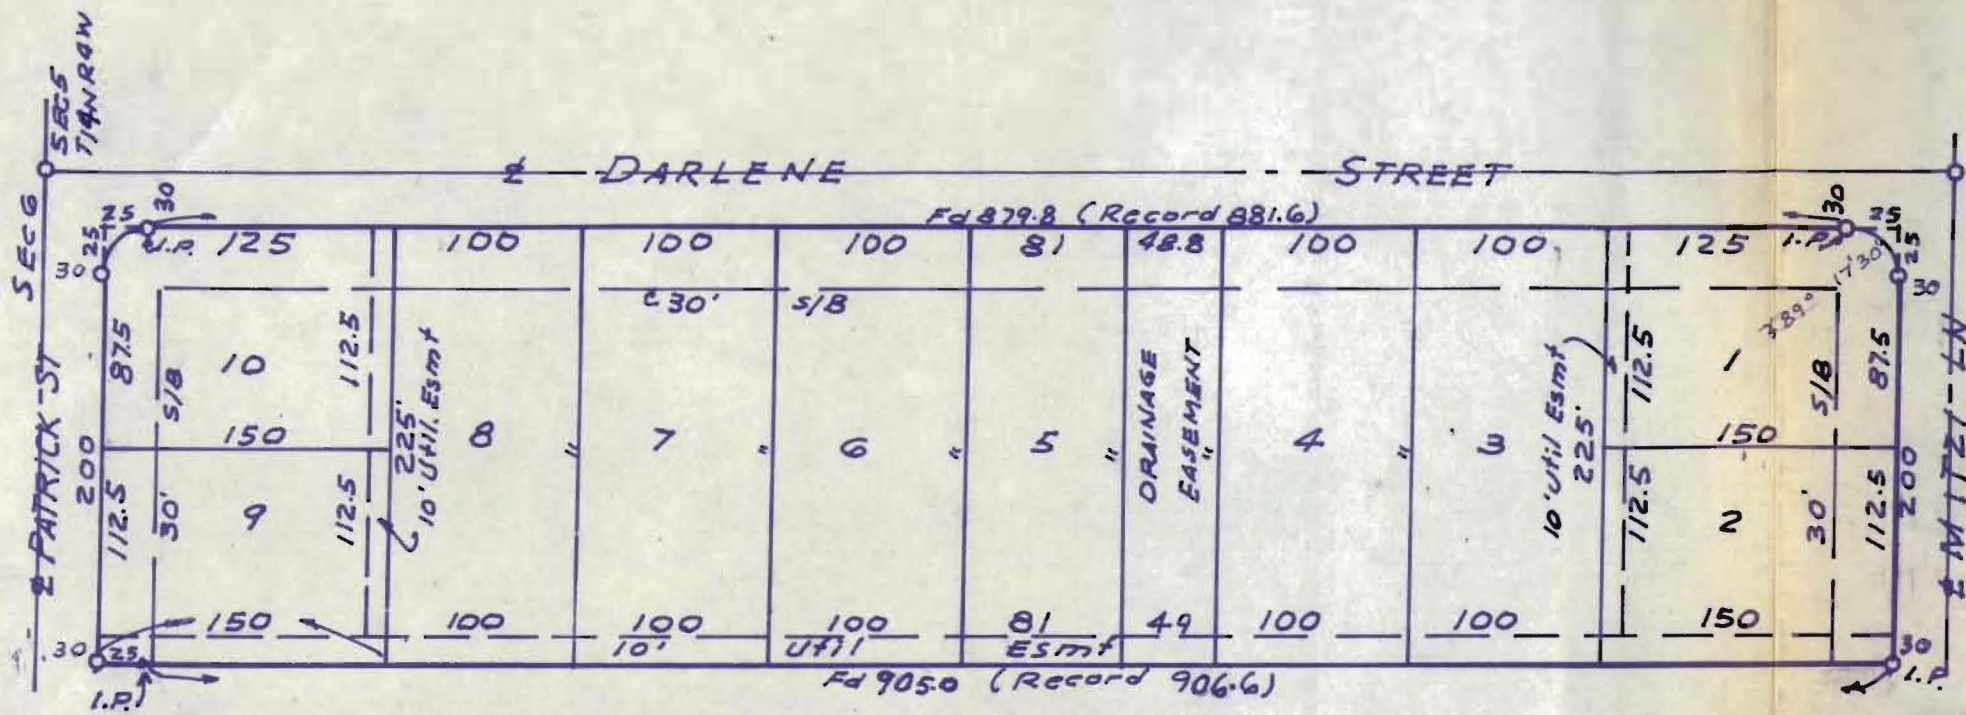 SEC 5
T19N R4W
SEC 6
℄ DARLENE STREET
Fd 879.8 (Record 881.6)
25 30
I.P.
125 100 100 100 81 48.8 100 100 125
30 25
I.P.
25
30
25
30
17'30"
389°
℄ 30' S/B
℄ PATRICK ST
200
87.5
S/B
10
112.5
150
225'
10' Util. Esmt
8 " 7 " 6 " 5 "
DRAINAGE
EASEMENT "
4 " 3
10' Util Esmt
225'
112.5
1
S/B
87.5
150
112.5
30'
9
112.5
112.5
2
30'
112.5
200
150 100 100 100 81 49 100 100 150
10' Util Esmt
30
25
I.P.
Fd 905.0 (Record 906.6)
30
I.P.